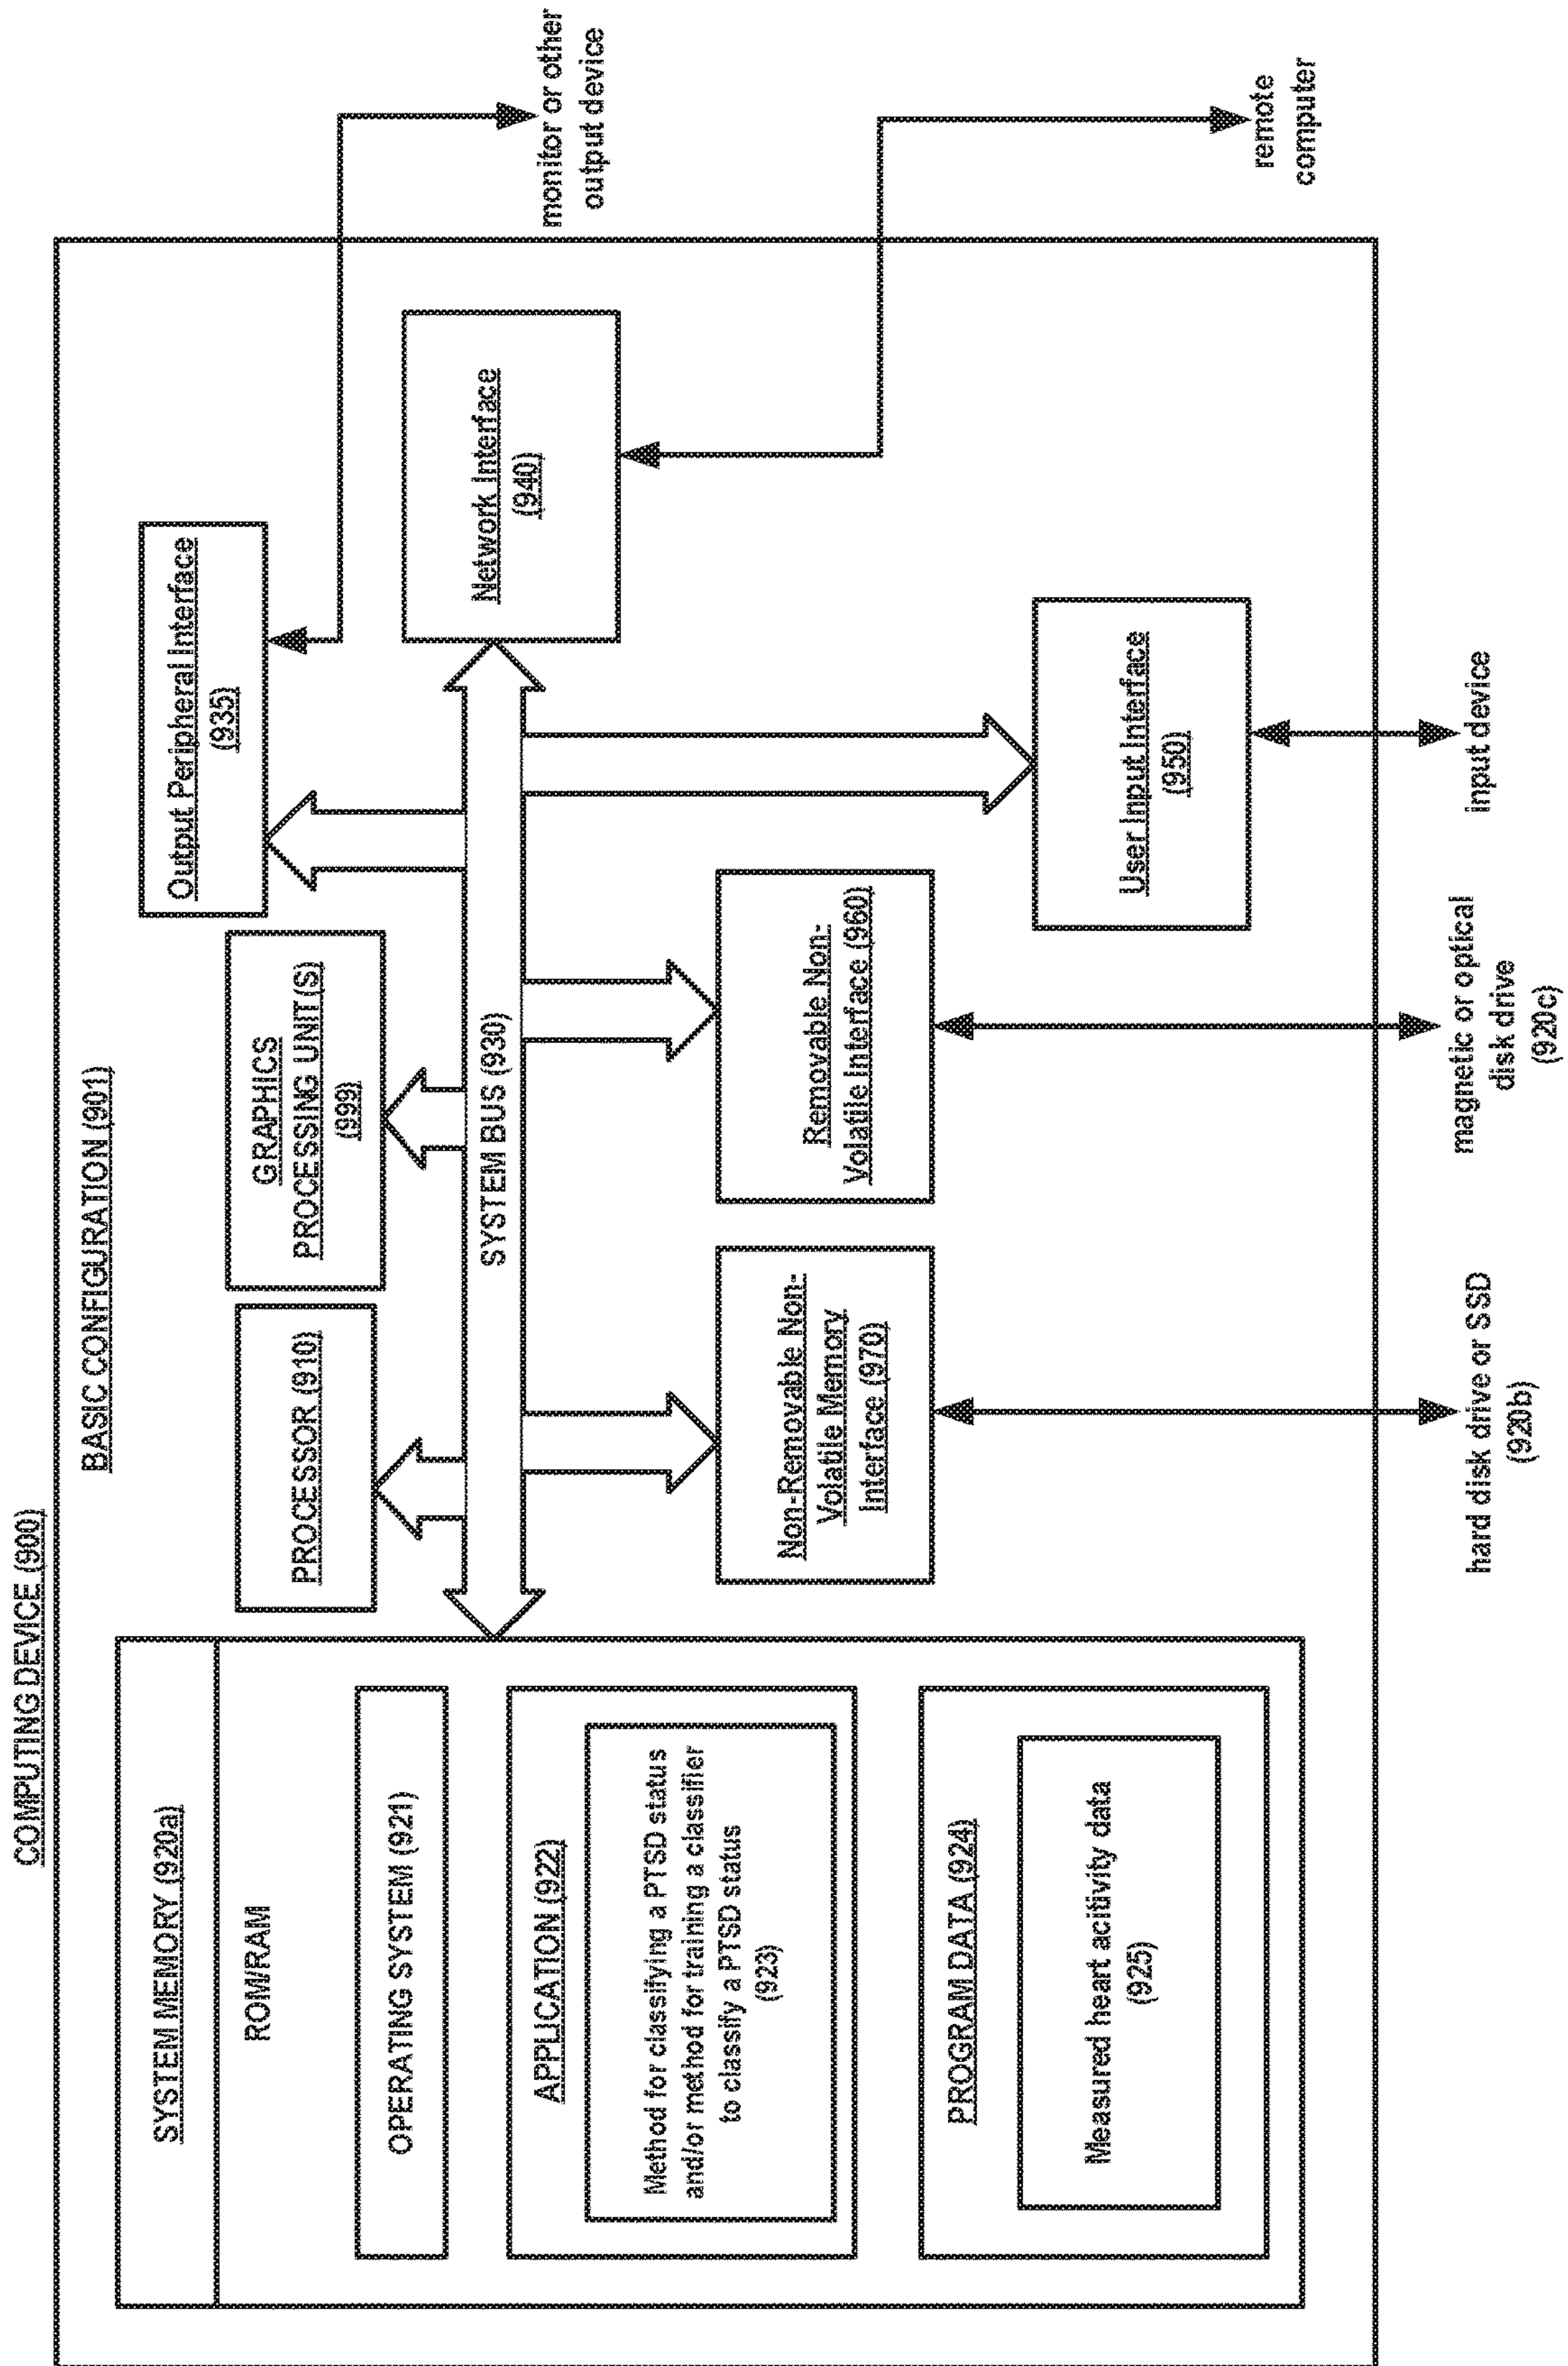 COMPUTING DEVICE (900)
BASIC CONFIGURATION (901)
SYSTEM MEMORY (920a)
ROM/RAM
OPERATING SYSTEM (921)
APPLICATION (922)
Method for classifying a PTSD status
and/or method for training a classifier
to classify a PTSD status
(923)
PROGRAM DATA (924)
Measured heart acitivity data
(925)
PROCESSOR (910)
GRAPHICS
PROCESSING UNIT(S)
(999)
Output Peripheral Interface
(935)
SYSTEM BUS (930)
Network Interface
(940)
Non-Removable Non-
Volatile Memory
Interface (970)
Removable Non-
Volatile Interface (960)
User Input Interface
(950)
monitor or other
output device
remote
computer
hard disk drive or SSD
(920b)
magnetic or optical
disk drive
(920c)
input device